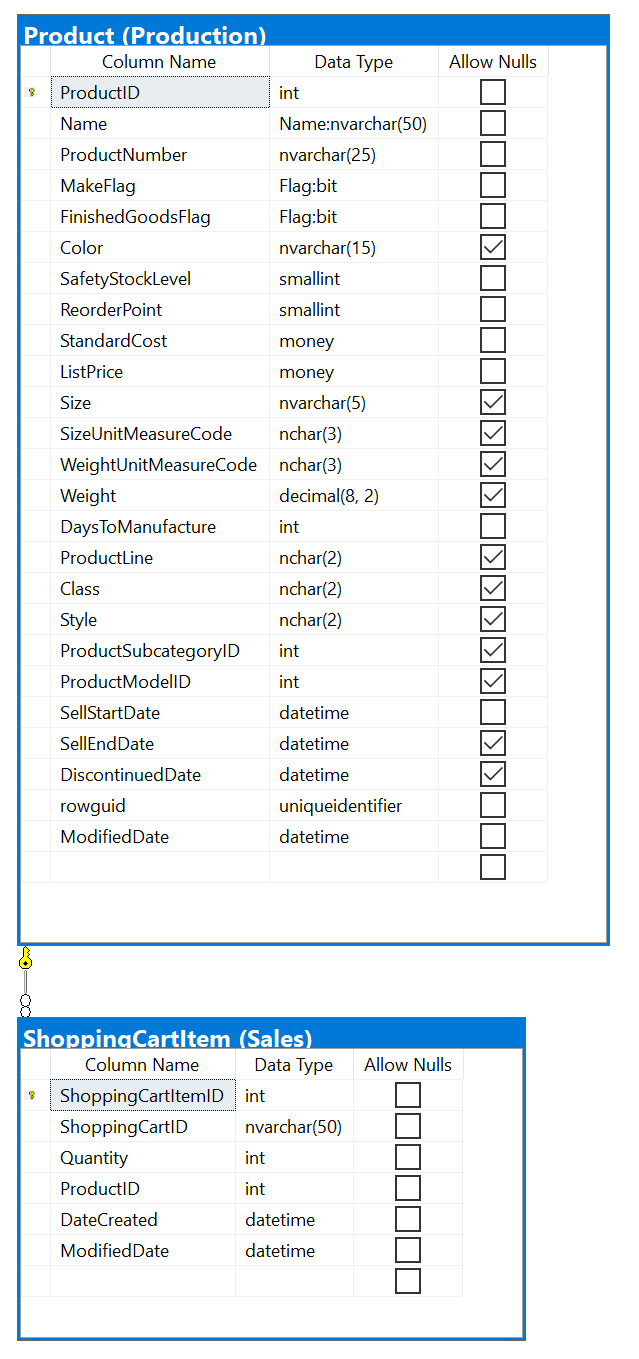 Product (Production)
Column Name Data Type Allow Nulls
ProductID int
Name Name:nvarchar(50)
ProductNumber nvarchar(25)
MakeFlag Flag:bit
FinishedGoodsFlag Flag:bit
Color nvarchar(15)
SafetyStockLevel smallint
ReorderPoint smallint
StandardCost money
ListPrice money
Size nvarchar(5)
SizeUnitMeasureCode nchar(3)
WeightUnitMeasureCode nchar(3)
Weight decimal(8, 2)
DaysToManufacture int
ProductLine nchar(2)
Class nchar(2)
Style nchar(2)
ProductSubcategoryID int
ProductModelID int
SellStartDate datetime
SellEndDate datetime
DiscontinuedDate datetime
rowguid uniqueidentifier
ModifiedDate datetime
ShoppingCartItem (Sales)
Column Name Data Type Allow Nulls
ShoppingCartItemID int
ShoppingCartID nvarchar(50)
Quantity int
ProductID int
DateCreated datetime
ModifiedDate datetime